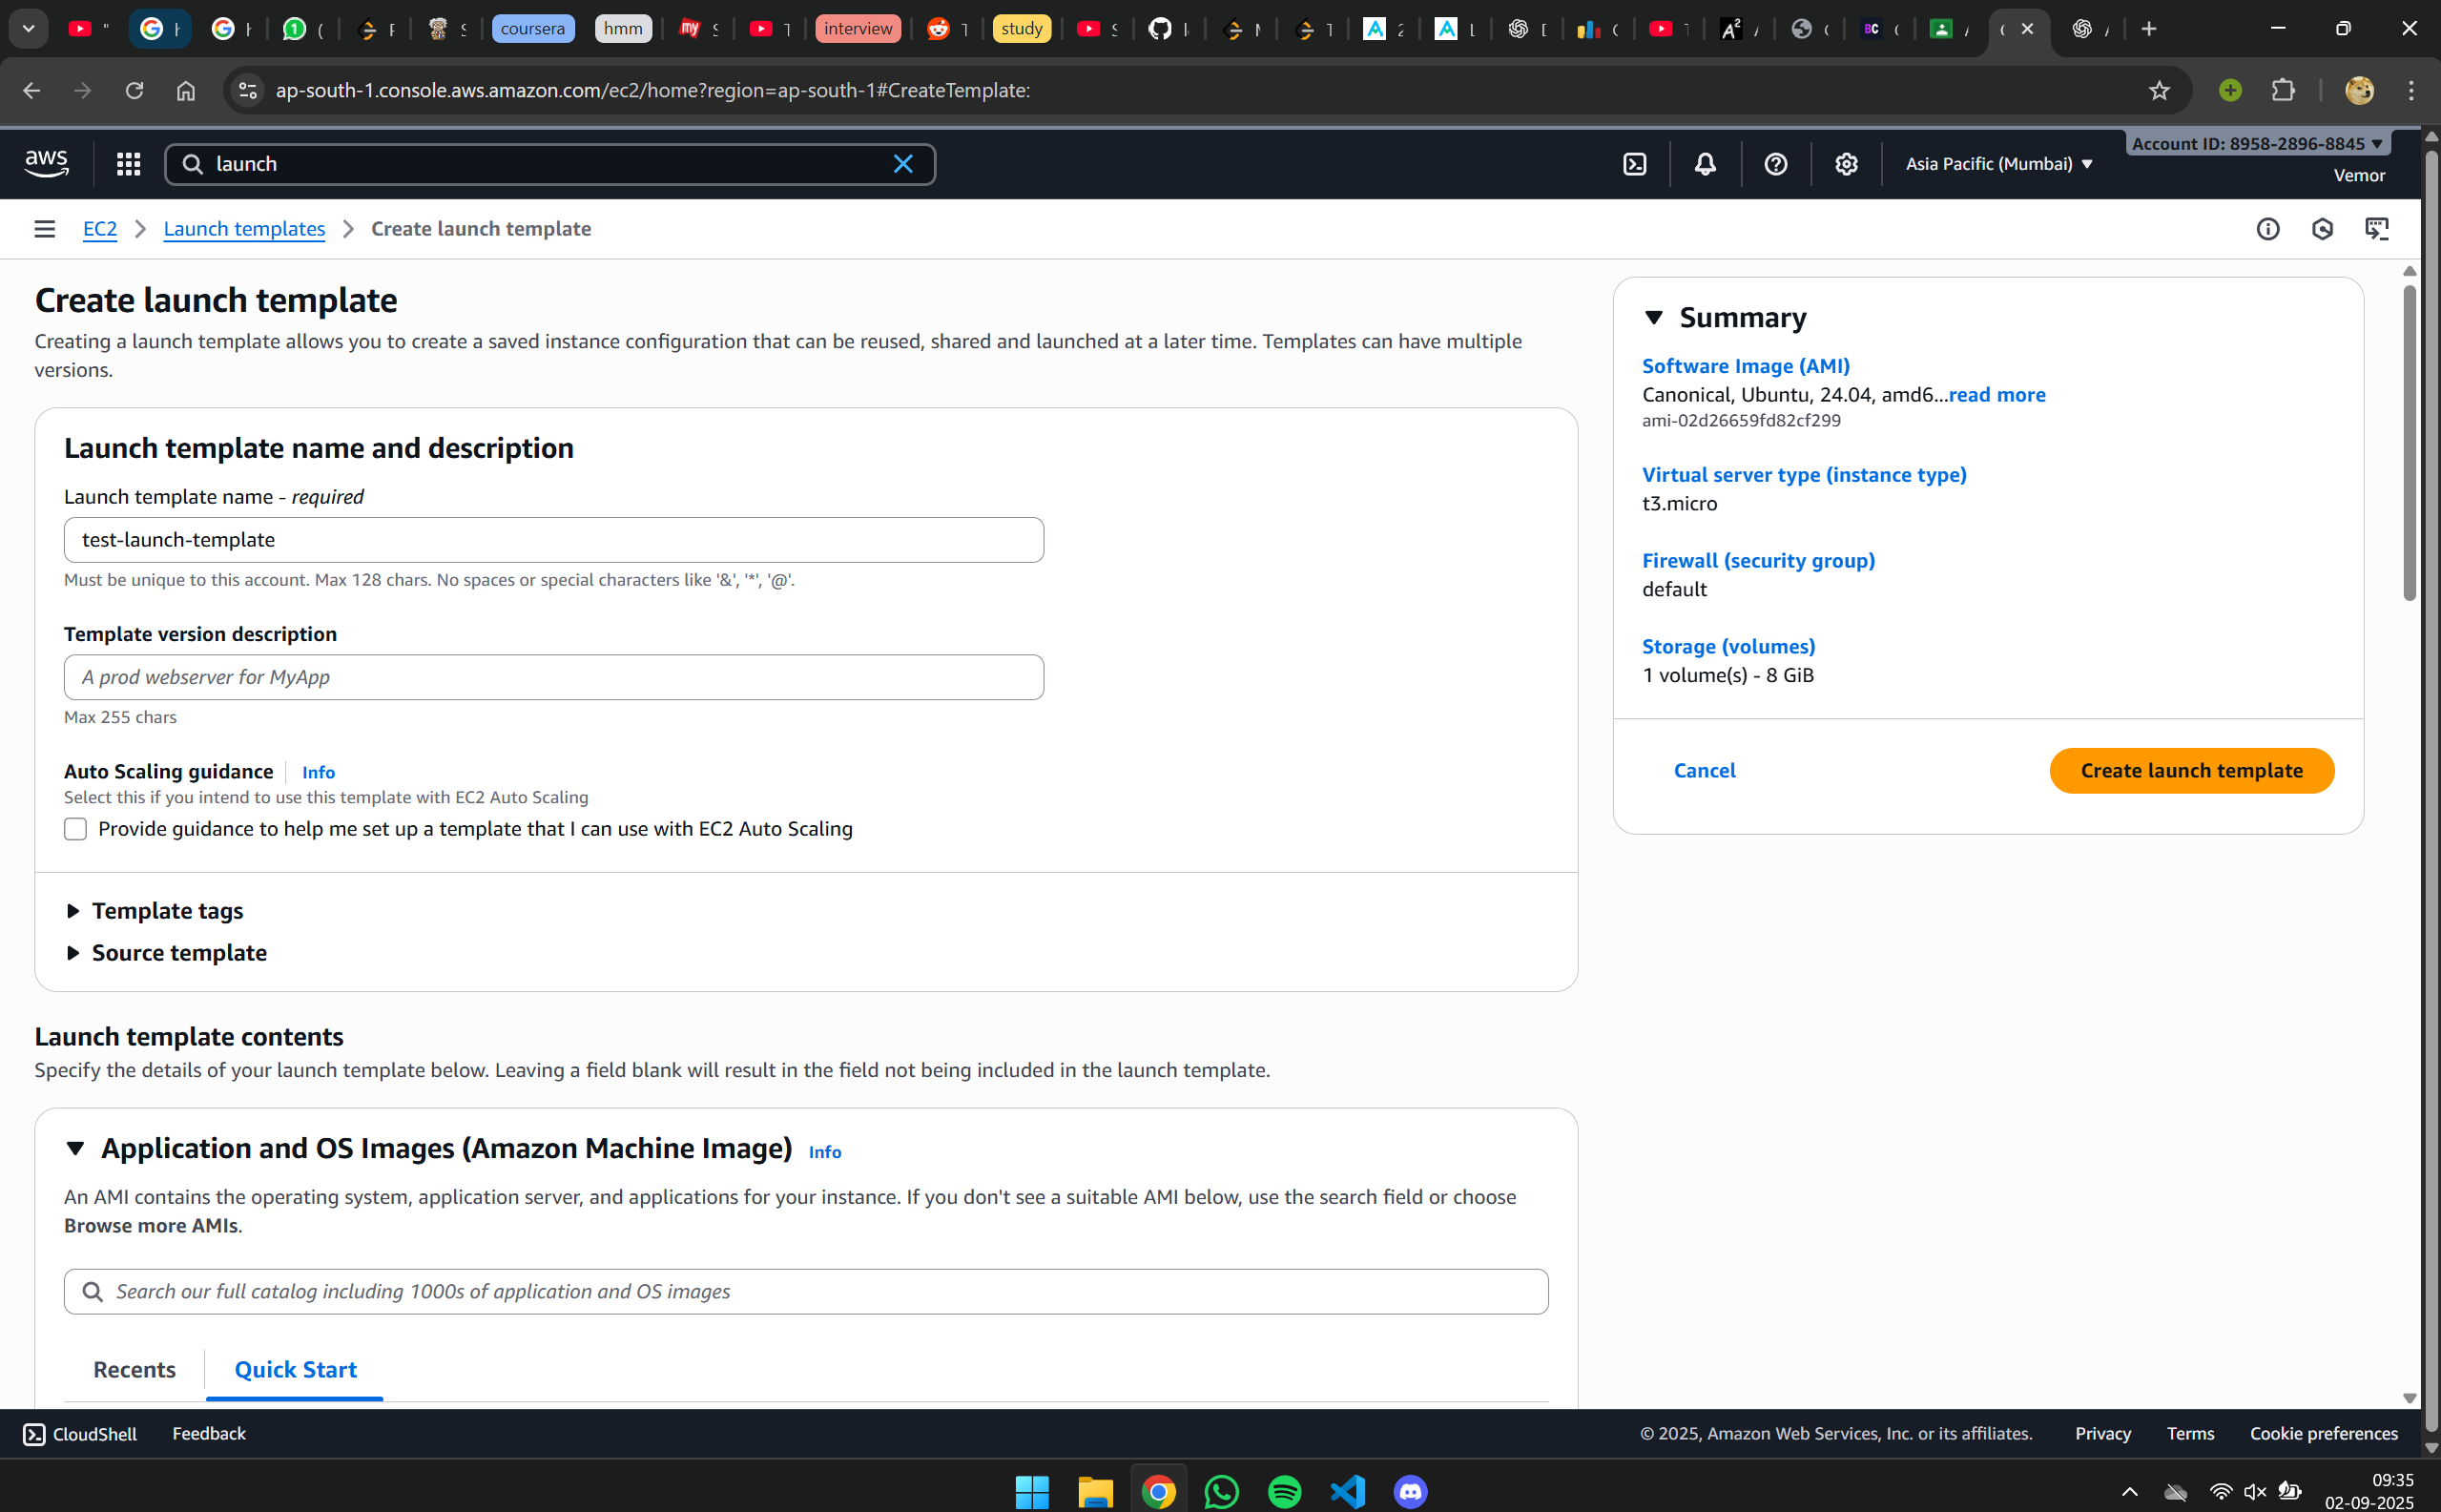 coursera
hmm
interview
study
ap-south-1.console.aws.amazon.com/ec2/home?region=ap-south-1#CreateTemplate:
aws
launch
Asia Pacific (Mumbai)
Account ID: 8958-2896-8845
Vemor
EC2
Launch templates
Create launch template
Create launch template
Creating a launch template allows you to create a saved instance configuration that can be reused, shared and launched at a later time. Templates can have multiple
versions.
Launch template name and description
Launch template name - required
test-launch-template
Must be unique to this account. Max 128 chars. No spaces or special characters like '&', '*', '@'.
Template version description
A prod webserver for MyApp
Max 255 chars
Auto Scaling guidance
Info
Select this if you intend to use this template with EC2 Auto Scaling
Provide guidance to help me set up a template that I can use with EC2 Auto Scaling
Template tags
Source template
Launch template contents
Specify the details of your launch template below. Leaving a field blank will result in the field not being included in the launch template.
Application and OS Images (Amazon Machine Image)
Info
An AMI contains the operating system, application server, and applications for your instance. If you don't see a suitable AMI below, use the search field or choose
Browse more AMIs.
Search our full catalog including 1000s of application and OS images
Recents
Quick Start
Summary
Software Image (AMI)
Canonical, Ubuntu, 24.04, amd6...read more
ami-02d26659fd82cf299
Virtual server type (instance type)
t3.micro
Firewall (security group)
default
Storage (volumes)
1 volume(s) - 8 GiB
Cancel
Create launch template
CloudShell
Feedback
© 2025, Amazon Web Services, Inc. or its affiliates.
Privacy
Terms
Cookie preferences
09:35
02-09-2025